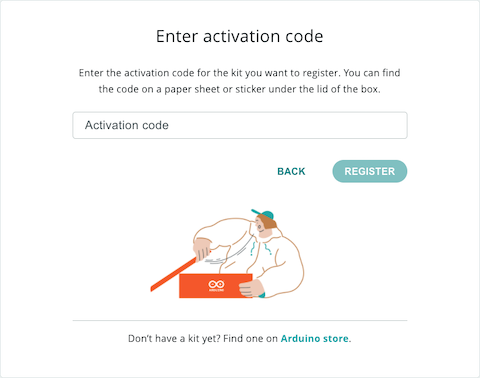 Enter activation code
Enter the activation code for the kit you want to register. You can find
the code on a paper sheet or sticker under the lid of the box.
Activation code
BACK
REGISTER
ARDUINO
Don’t have a kit yet? Find one on Arduino store.